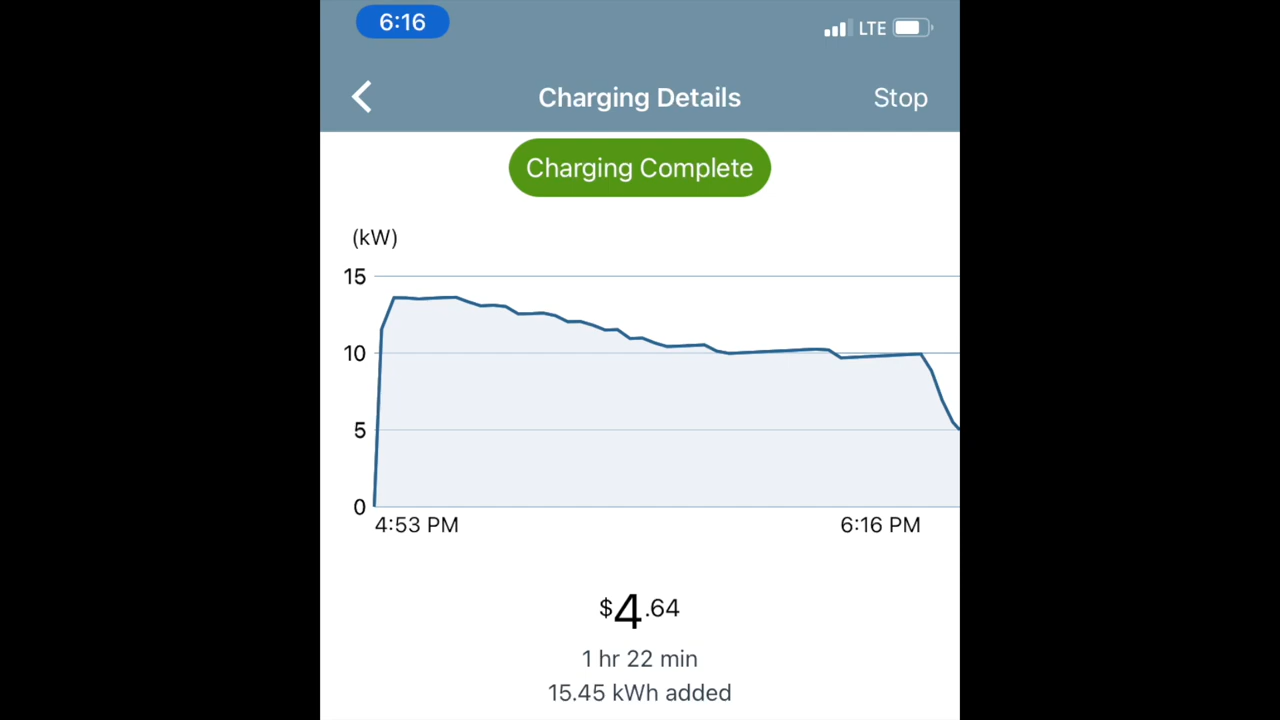 6:16 LTE
Charging Details Stop
Charging Complete
(kW)
15
10
5
0
4:53 PM 6:16 PM
$4.64
1 hr 22 min
15.45 kWh added